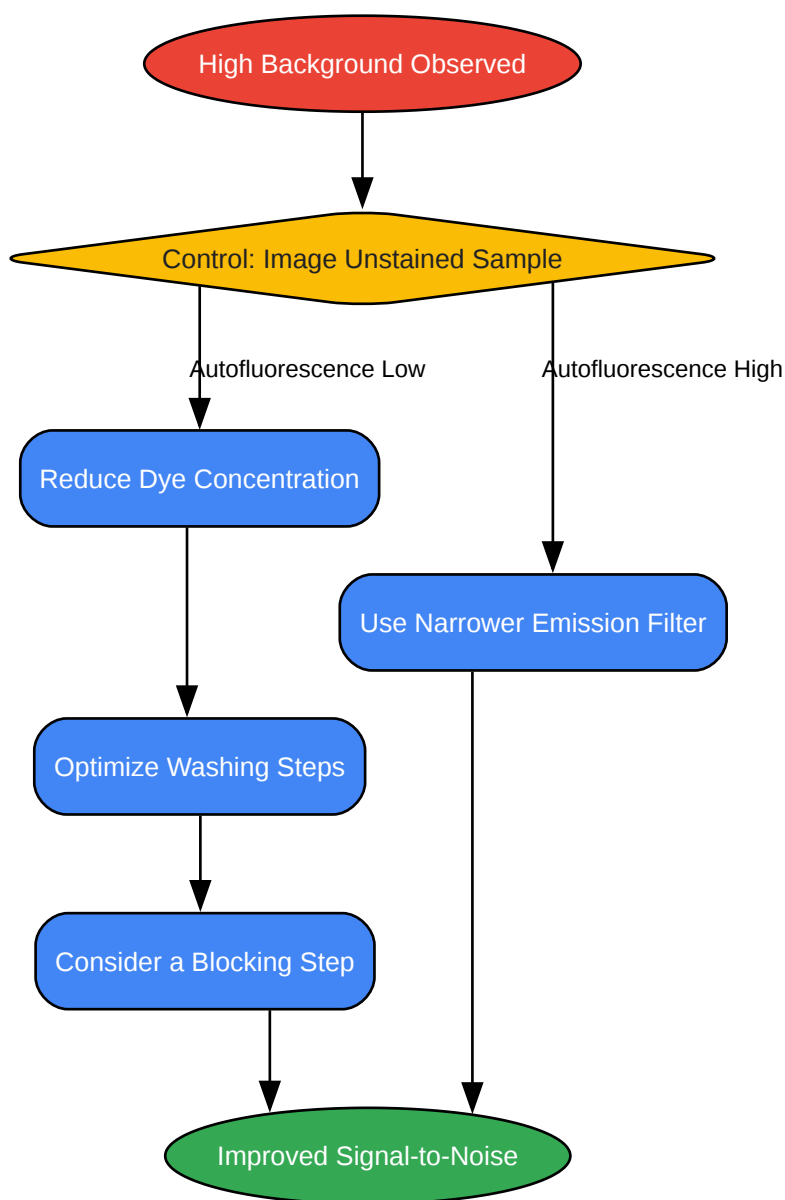 High Background Observed
Control: Image Unstained Sample
Autofluorescence Low
Autofluorescence High
Reduce Dye Concentration
Use Narrower Emission Filter
Optimize Washing Steps
Consider a Blocking Step
Improved Signal-to-Noise